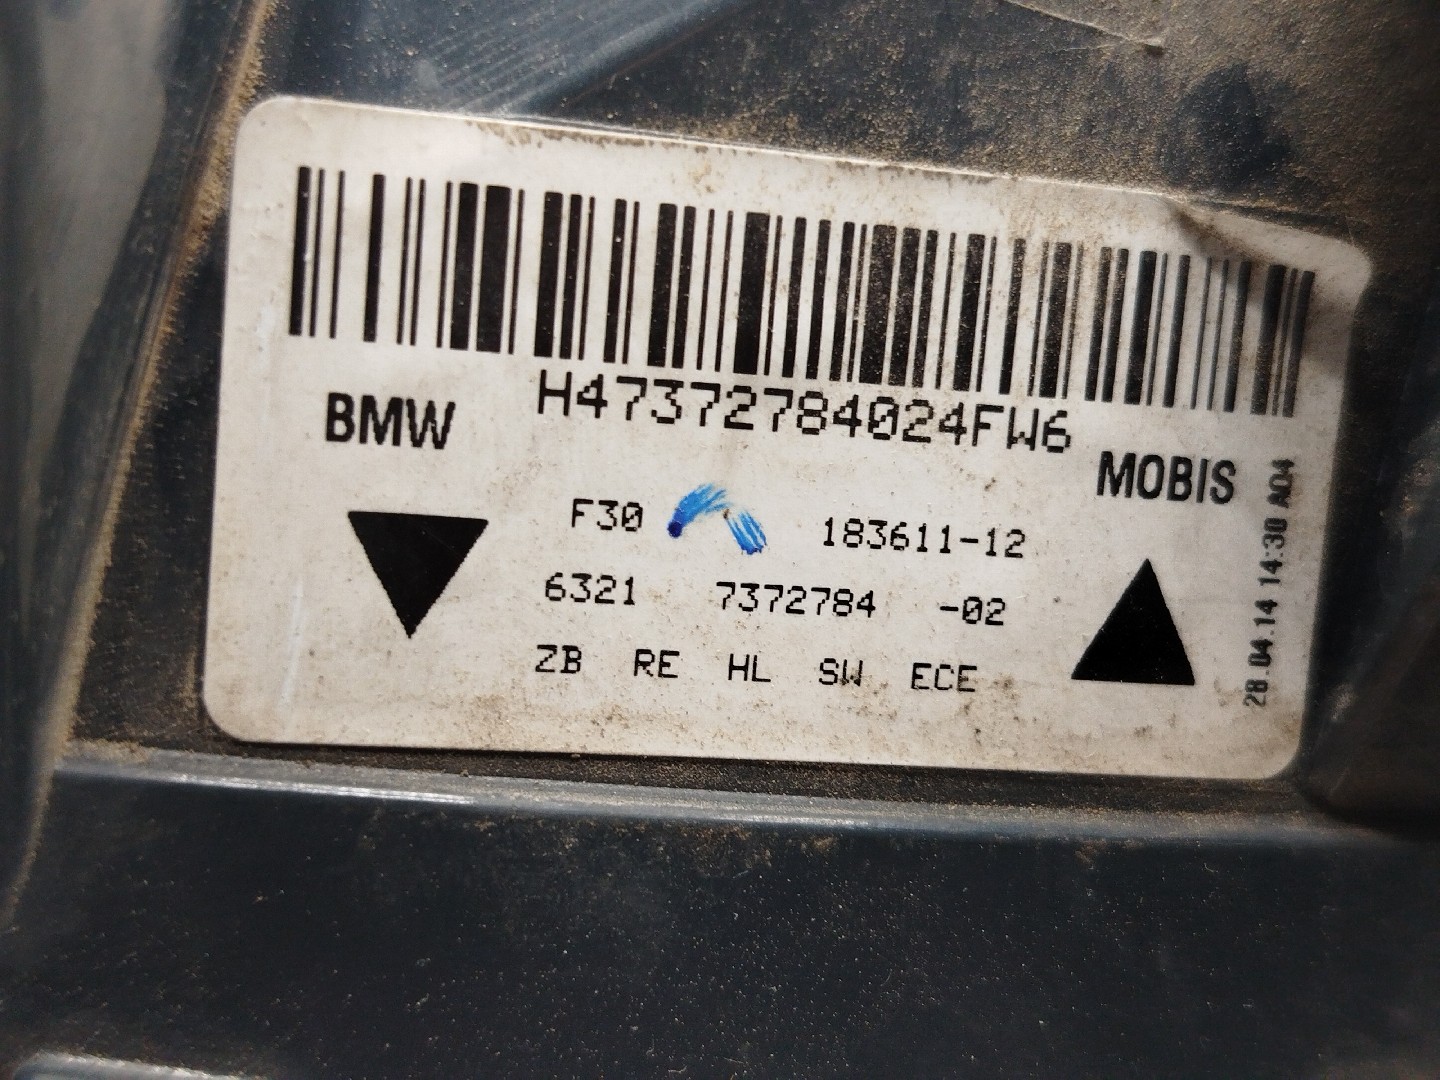 H47372784024FW6
BMW
MOBIS
F30 183611-12
6321 7372784 -02
ZB RE HL SW ECE
28.04.14 14:30 A04